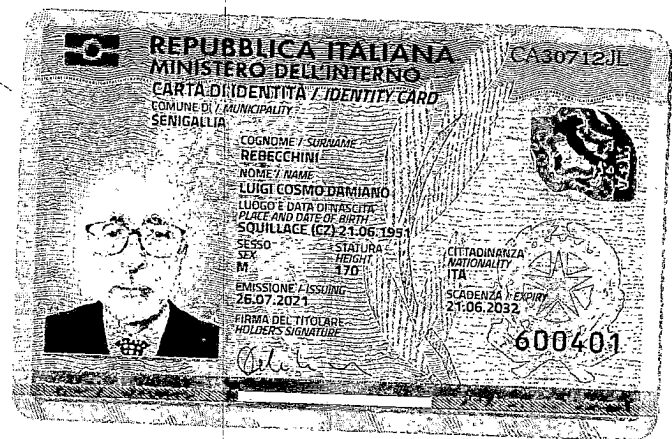 REPUBBLICA ITALIANA
CA30712JL
MINISTERO DELL'INTERNO
CARTA DI IDENTITÀ / IDENTITY CARD
COMUNE DI / MUNICIPALITY
SENIGALLIA
COGNOME / SURNAME
REBECCHINI
NOME / NAME
LUIGI COSMO DAMIANO
LUOGO E DATA DI NASCITA
PLACE AND DATE OF BIRTH
SQUILLACE (CZ) 21.06.1951
SESSO
SEX
M
STATURA
HEIGHT
170
CITTADINANZA
NATIONALITY
ITA
EMISSIONE / ISSUING
26.07.2021
SCADENZA / EXPIRY
21.06.2032
FIRMA DEL TITOLARE
HOLDER'S SIGNATURE
600401